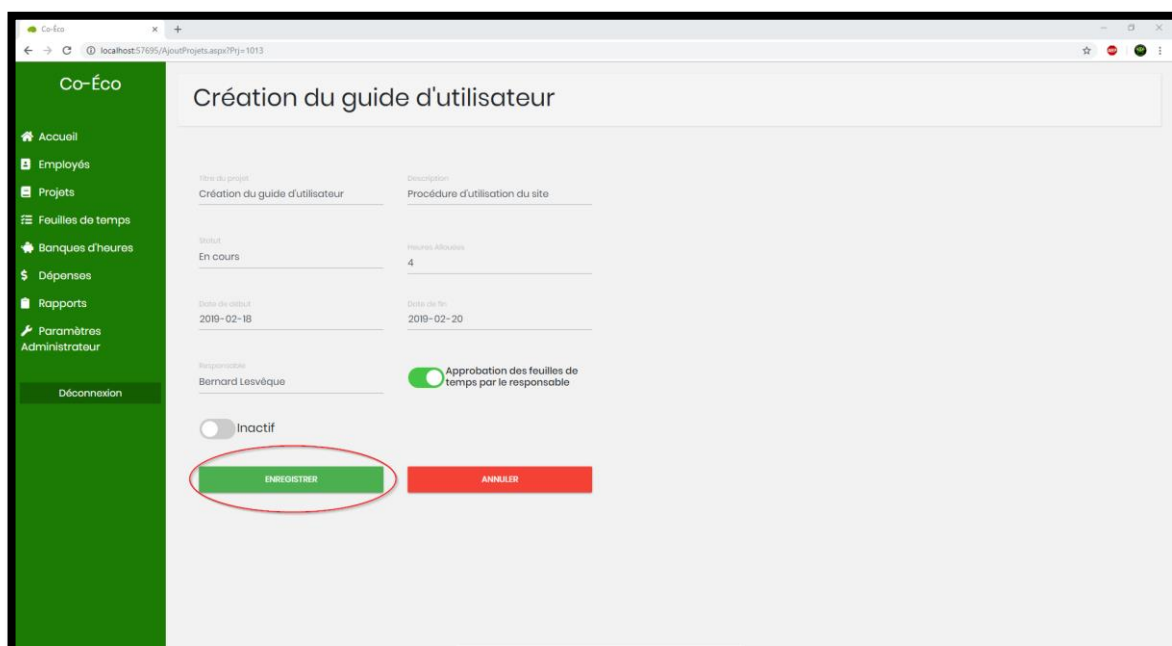 Co-Éco
localhost:57695/AjoutProjets.aspx?Prj=1013
Co-Éco
Accueil
Employés
Projets
Feuilles de temps
Banques d'heures
Dépenses
Rapports
Paramètres
Administrateur
Déconnexion
Création du guide d'utilisateur
Titre du projet
Description
Création du guide d'utilisateur
Procédure d'utilisation du site
Statut
Heures Allouées
En cours
4
Date de début
Date de fin
2019-02-18
2019-02-20
Responsable
Bernard Lesvêque
Approbation des feuilles de
temps par le responsable
Inactif
ENREGISTRER
ANNULER